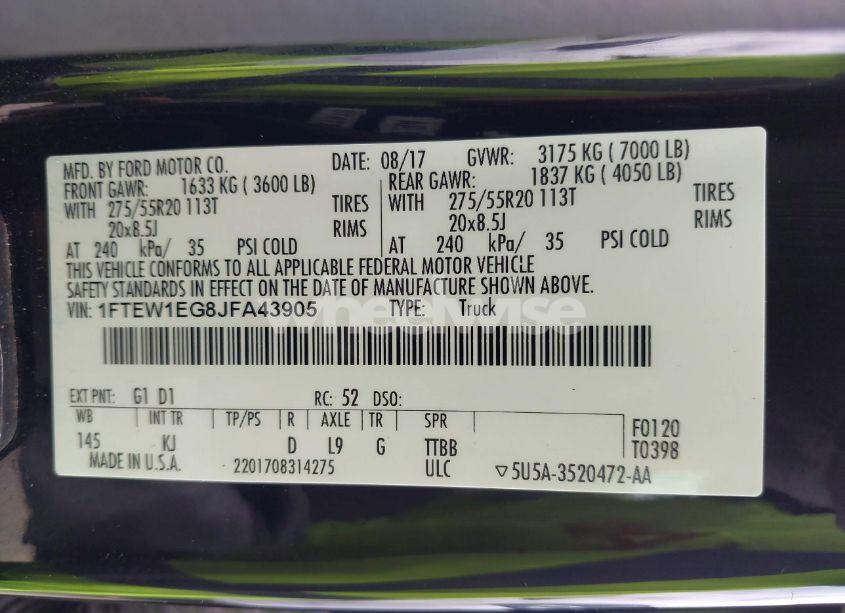 MFD. BY FORD MOTOR CO. DATE: 08/17 GVWR: 3175 KG ( 7000 LB)
FRONT GAWR: 1633 KG ( 3600 LB) REAR GAWR: 1837 KG ( 4050 LB)
WITH 275/55R20 113T TIRES WITH 275/55R20 113T TIRES
20x8.5J RIMS 20x8.5J RIMS
AT 240 kPa/ 35 PSI COLD AT 240 kPa/ 35 PSI COLD
THIS VEHICLE CONFORMS TO ALL APPLICABLE FEDERAL MOTOR VEHICLE
SAFETY STANDARDS IN EFFECT ON THE DATE OF MANUFACTURE SHOWN ABOVE.
VIN: 1FTEW1EG8JFA43905 TYPE: Truck
wheelwise
EXT PNT: G1 D1 RC: 52 DSO:
WB INT TR TP/PS R AXLE TR SPR F0120
145 KJ D L9 G TTBB T0398
MADE IN U.S.A. 2201708314275 ULC ▽5U5A-3520472-AA